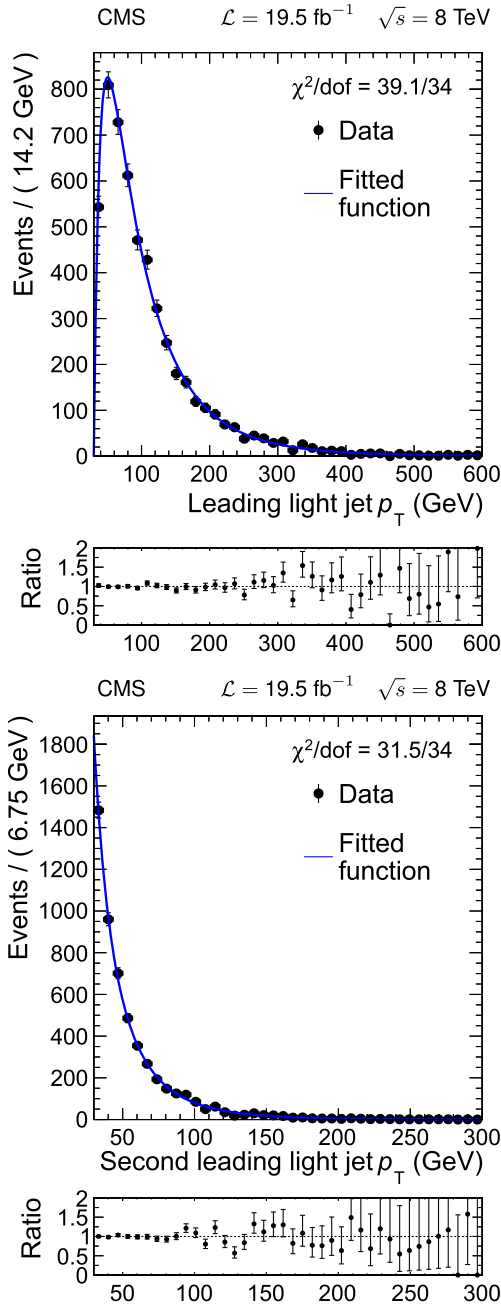 CMS ℒ = 19.5 fb⁻¹ √s = 8 TeV
Events / ( 14.2 GeV )
χ²/dof = 39.1/34
Data
Fitted
function
800
700
600
500
400
300
200
100
0
100 200 300 400 500 600
Leading light jet p_T (GeV)
Ratio
2
1.5
1
0.5
0
100 200 300 400 500 600
CMS ℒ = 19.5 fb⁻¹ √s = 8 TeV
Events / ( 6.75 GeV )
χ²/dof = 31.5/34
Data
Fitted
function
1800
1600
1400
1200
1000
800
600
400
200
0
50 100 150 200 250 300
Second leading light jet p_T (GeV)
Ratio
2
1.5
1
0.5
0
50 100 150 200 250 300